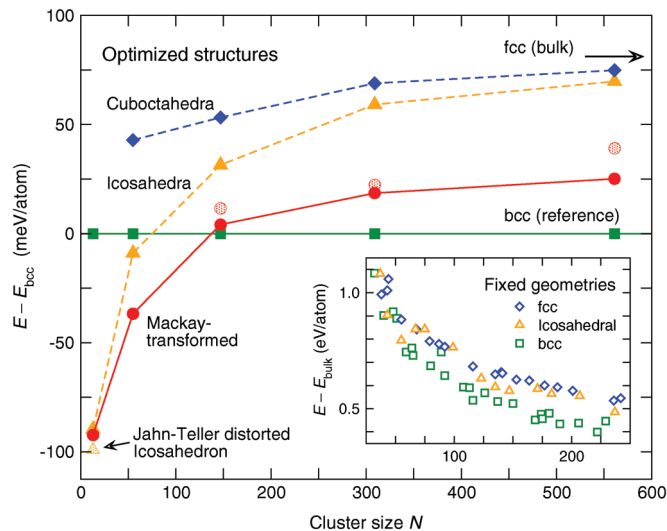 Optimized structures
fcc (bulk)
Cuboctahedra
Icosahedra
bcc (reference)
Mackay-
transformed
Jahn-Teller distorted
Icosahedron
E – Ebcc (meV/atom)
100
50
0
-50
-100
0
100
200
300
400
500
600
Cluster size N
Fixed geometries
fcc
Icosahedral
bcc
E – Ebulk (eV/atom)
1.0
0.5
100
200